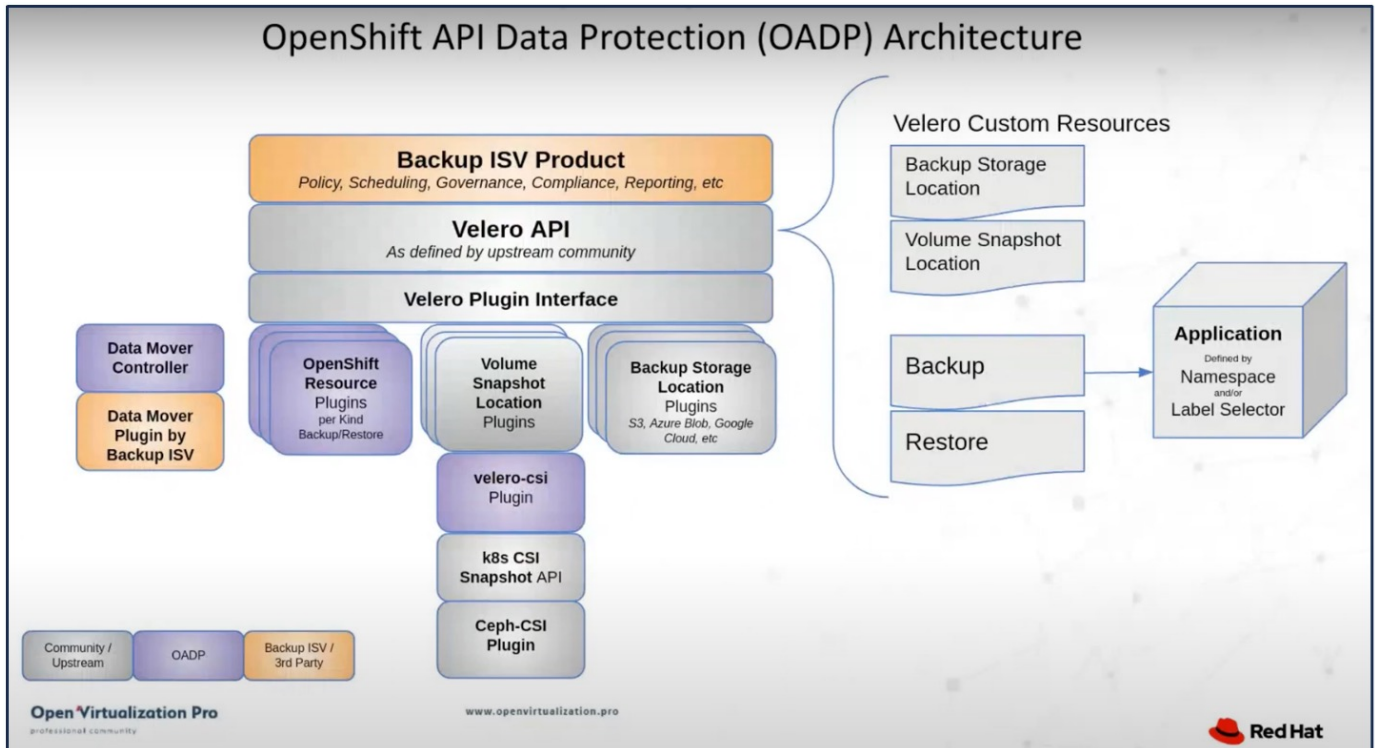 OpenShift API Data Protection (OADP) Architecture
Backup ISV Product
Policy, Scheduling, Governance, Compliance, Reporting, etc
Velero API
As defined by upstream community
Velero Plugin Interface
Data Mover
Controller
Data Mover
Plugin by
Backup ISV
OpenShift
Resource
Plugins
per Kind
Backup/Restore
Volume
Snapshot
Location
Plugins
Backup Storage
Location
Plugins
S3, Azure Blob, Google
Cloud, etc
velero-csi
Plugin
k8s CSI
Snapshot API
Ceph-CSI
Plugin
Velero Custom Resources
Backup Storage
Location
Volume Snapshot
Location
Backup
Restore
Application
Defined by
Namespace
and/or
Label Selector
Community /
Upstream
OADP
Backup ISV /
3rd Party
Open Virtualization Pro
professional community
www.openvirtualization.pro
Red Hat